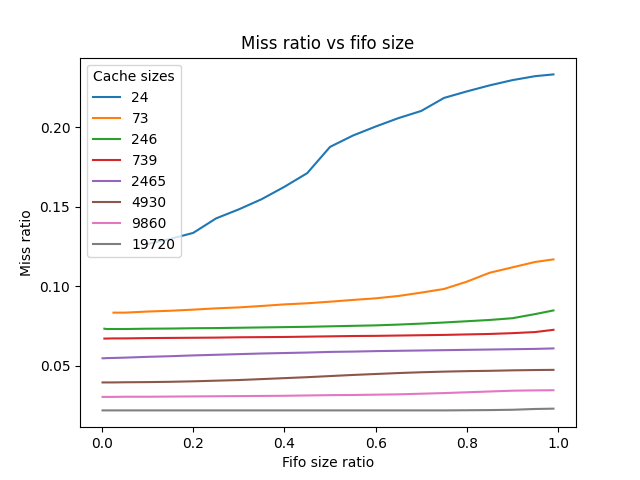 Miss ratio vs fifo size
Cache sizes
24
73
246
739
2465
4930
9860
19720
0.20
0.15
0.10
0.05
Miss ratio
0.0 0.2 0.4 0.6 0.8 1.0
Fifo size ratio